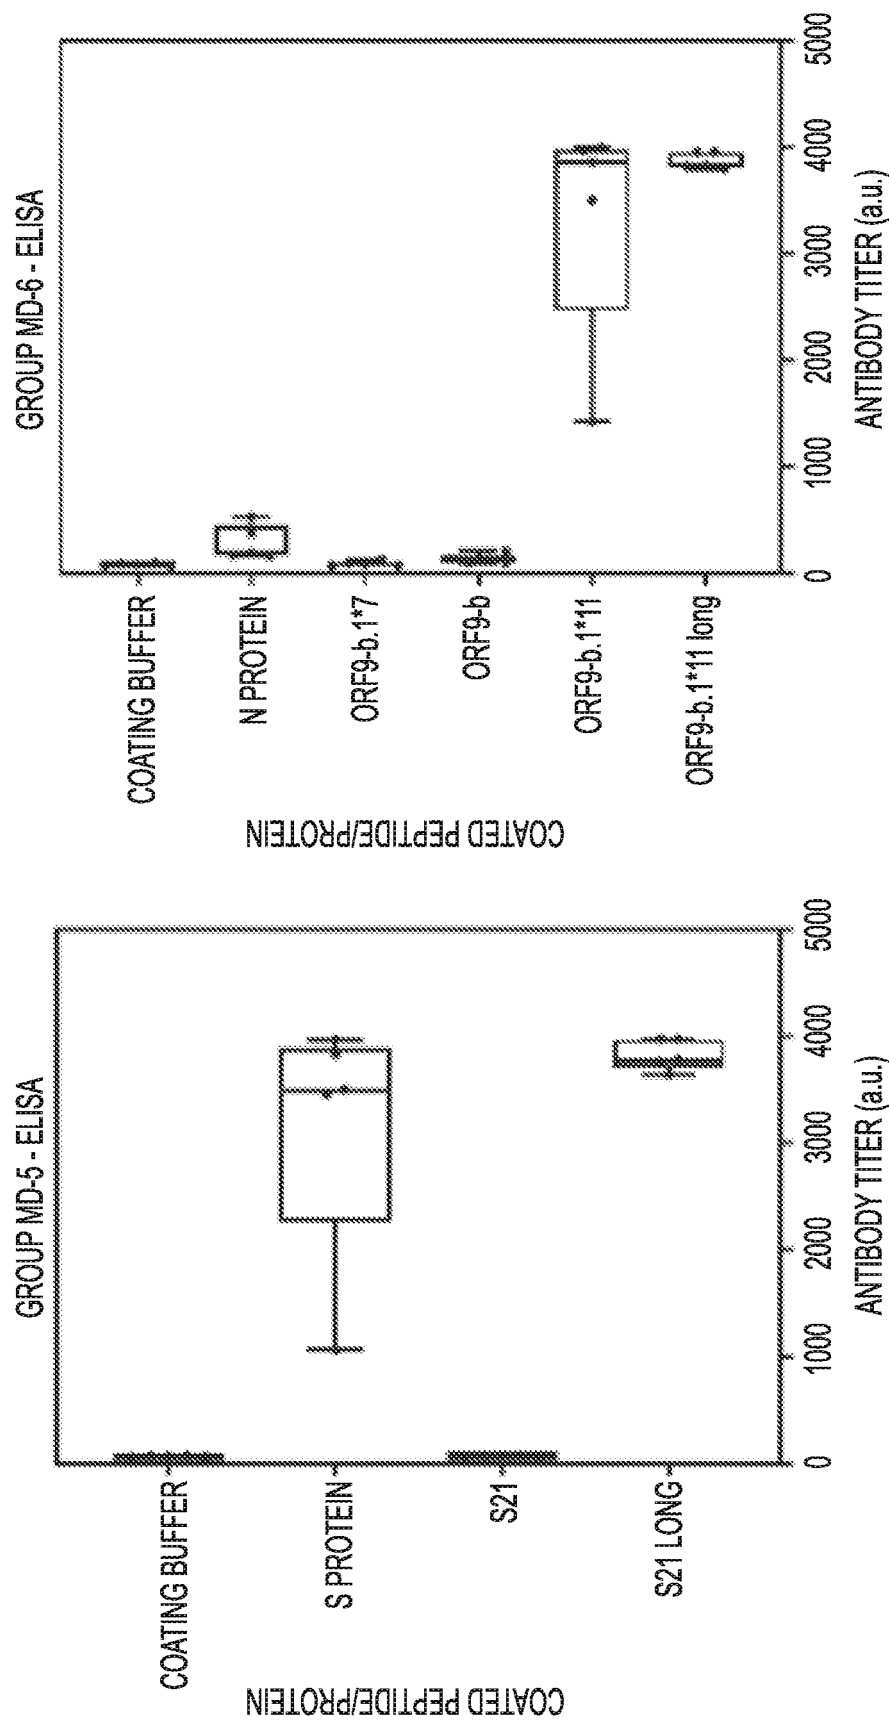 GROUP MD-5 - ELISA
COATED PEPTIDE/PROTEIN
COATING BUFFER
S PROTEIN
S21
S21 LONG
0
1000
2000
3000
4000
5000
ANTIBODY TITER (a.u.)
GROUP MD-6 - ELISA
COATED PEPTIDE/PROTEIN
COATING BUFFER
N PROTEIN
ORF9-b.1*7
ORF9-b
ORF9-b.1*11
ORF9-b.1*11 long
0
1000
2000
3000
4000
5000
ANTIBODY TITER (a.u.)